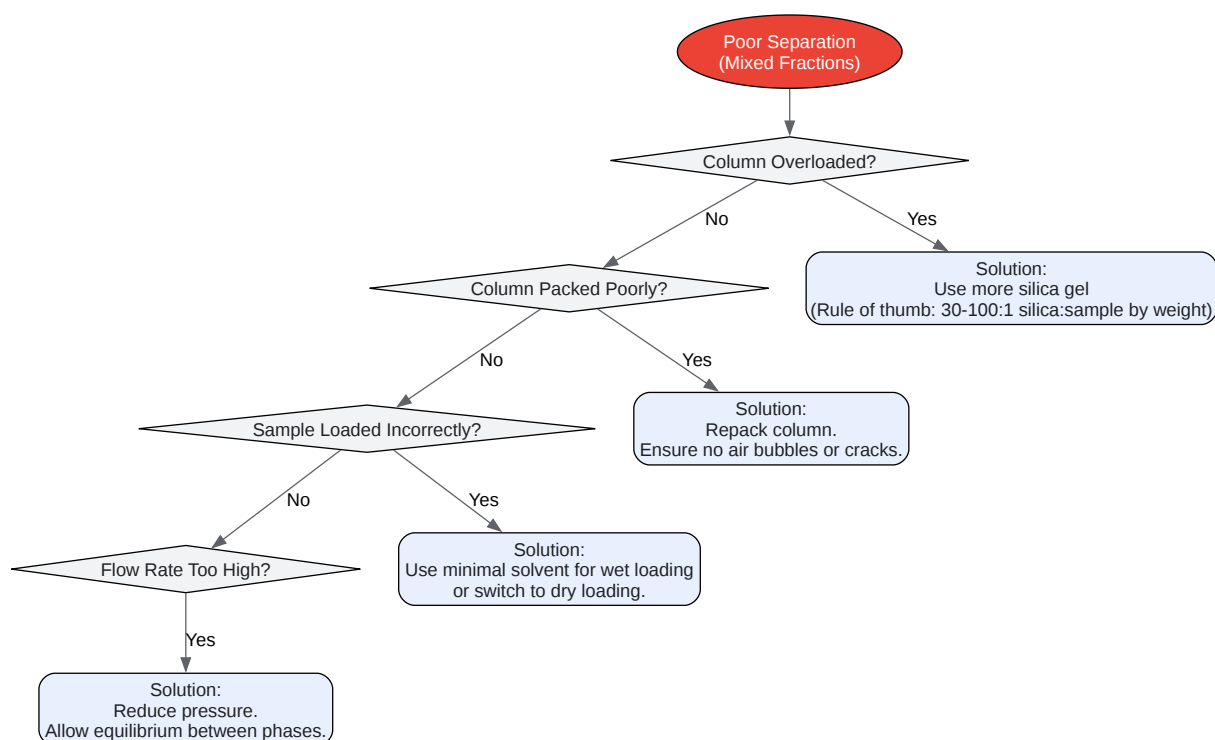 Poor Separation
(Mixed Fractions)
Column Overloaded?
No
Yes
Column Packed Poorly?
Solution:
Use more silica gel
(Rule of thumb: 30-100:1 silica:sample by weight)
No
Yes
Sample Loaded Incorrectly?
Solution:
Repack column.
Ensure no air bubbles or cracks.
No
Yes
Flow Rate Too High?
Solution:
Use minimal solvent for wet loading
or switch to dry loading.
Yes
Solution:
Reduce pressure.
Allow equilibrium between phases.